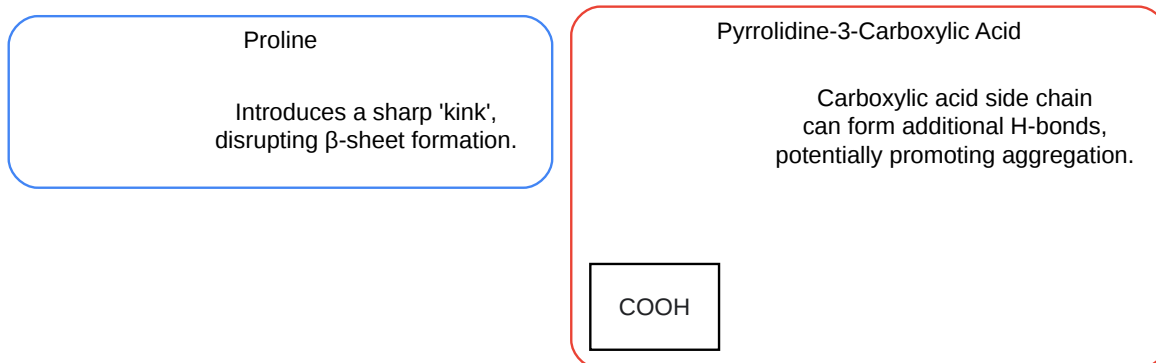 Proline
Introduces a sharp 'kink',
disrupting β-sheet formation.
Pyrrolidine-3-Carboxylic Acid
Carboxylic acid side chain
can form additional H-bonds,
potentially promoting aggregation.
COOH